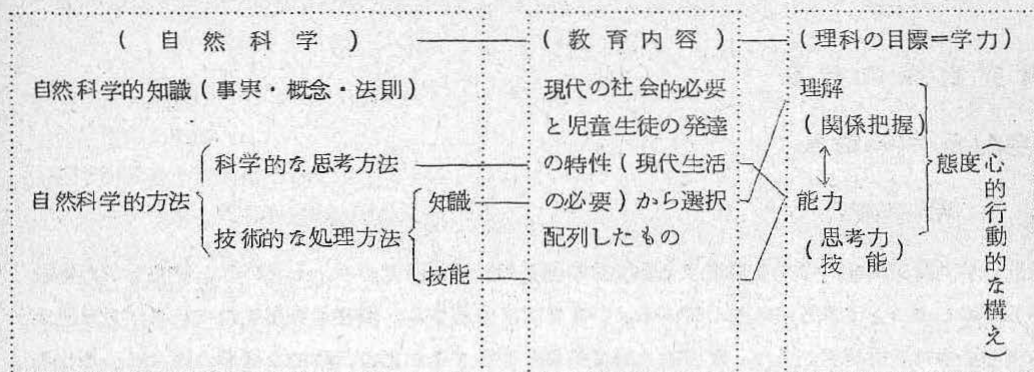 (自然科学)
自然科学的知識(事実・概念・法則)
自然科学的方法
科学的な思考方法
技術的な処理方法
知識
技能
(教育内容)
現代の社会的必要
と児童生徒の発達
の特性(現代生活
の必要)から選択
配列したもの
(理科の目標=学力)
理解
(関係把握)
能力
(思考力
技能)
態度
(心的行動的な構え)